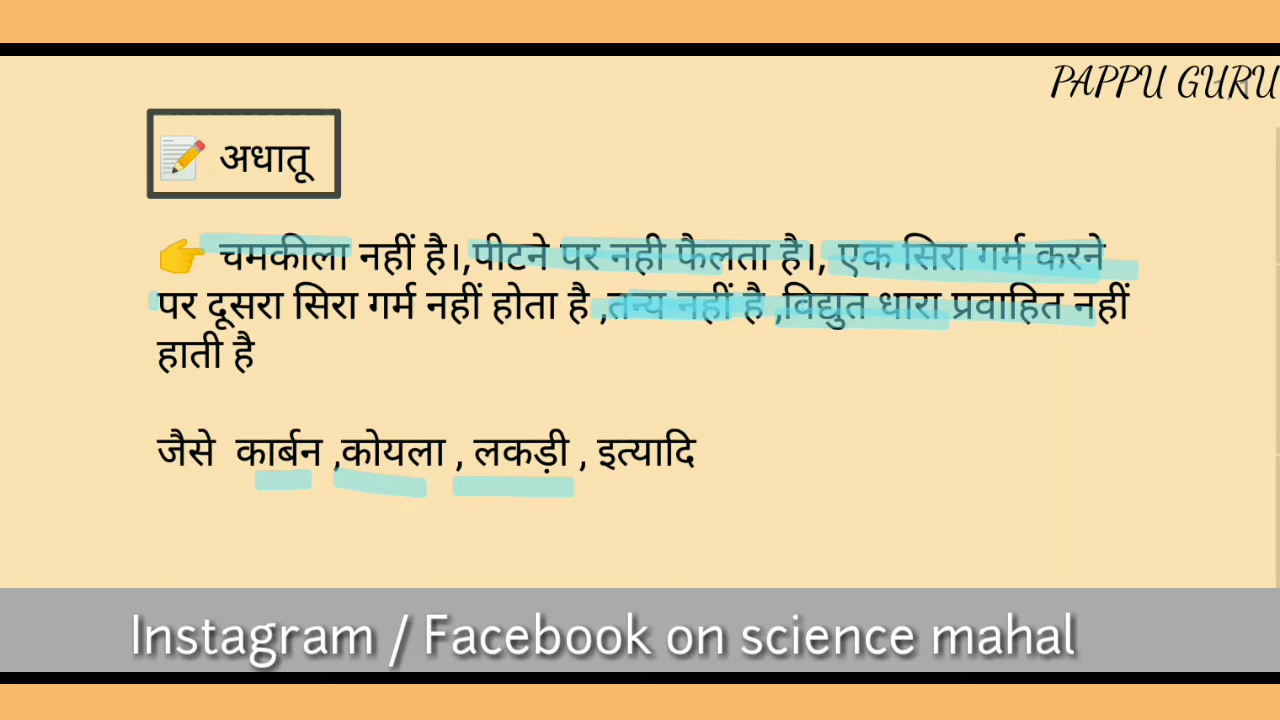 PAPPU GURU
📝 अधातू
👉 चमकीला नहीं है।,पीटने पर नही फैलता है।, एक सिरा गर्म करने
पर दूसरा सिरा गर्म नहीं होता है ,तन्य नहीं है ,विद्युत धारा प्रवाहित नहीं
हाती है
जैसे कार्बन ,कोयला , लकड़ी , इत्यादि
Instagram / Facebook on science mahal